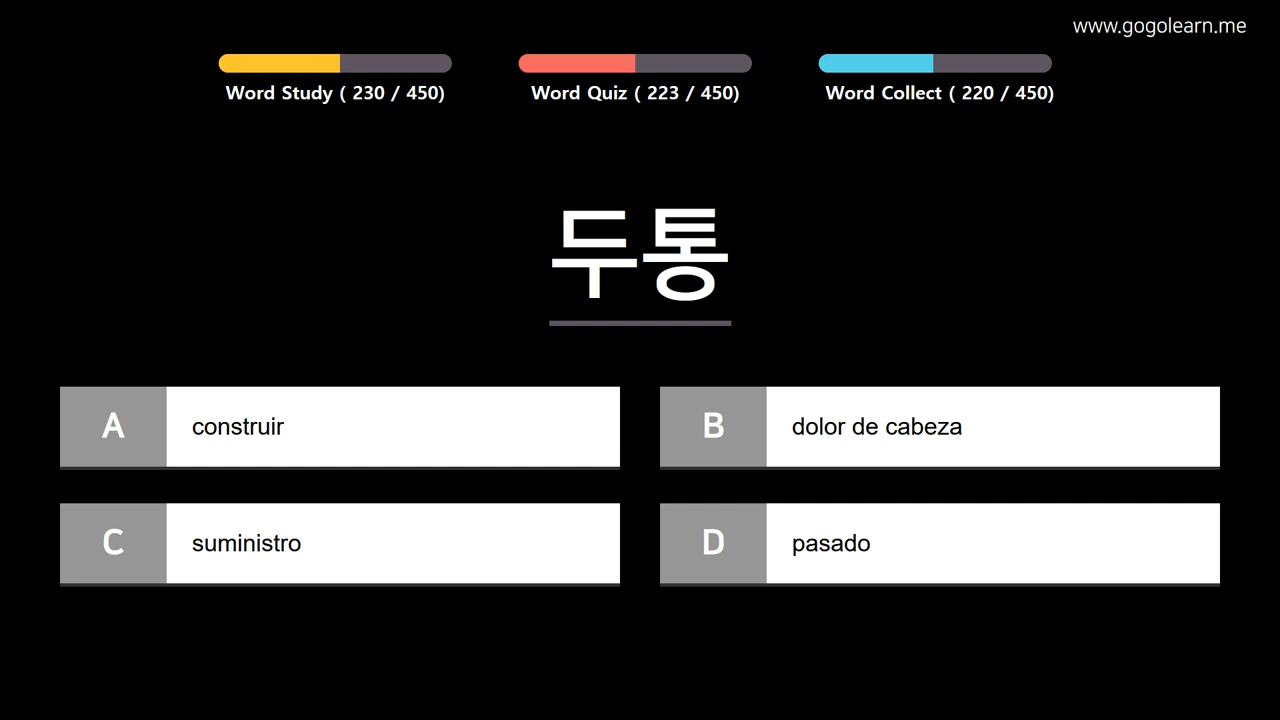 www.gogolearn.me
Word Study ( 230 / 450)
Word Quiz ( 223 / 450)
Word Collect ( 220 / 450)
두통
A construir
B dolor de cabeza
C suministro
D pasado